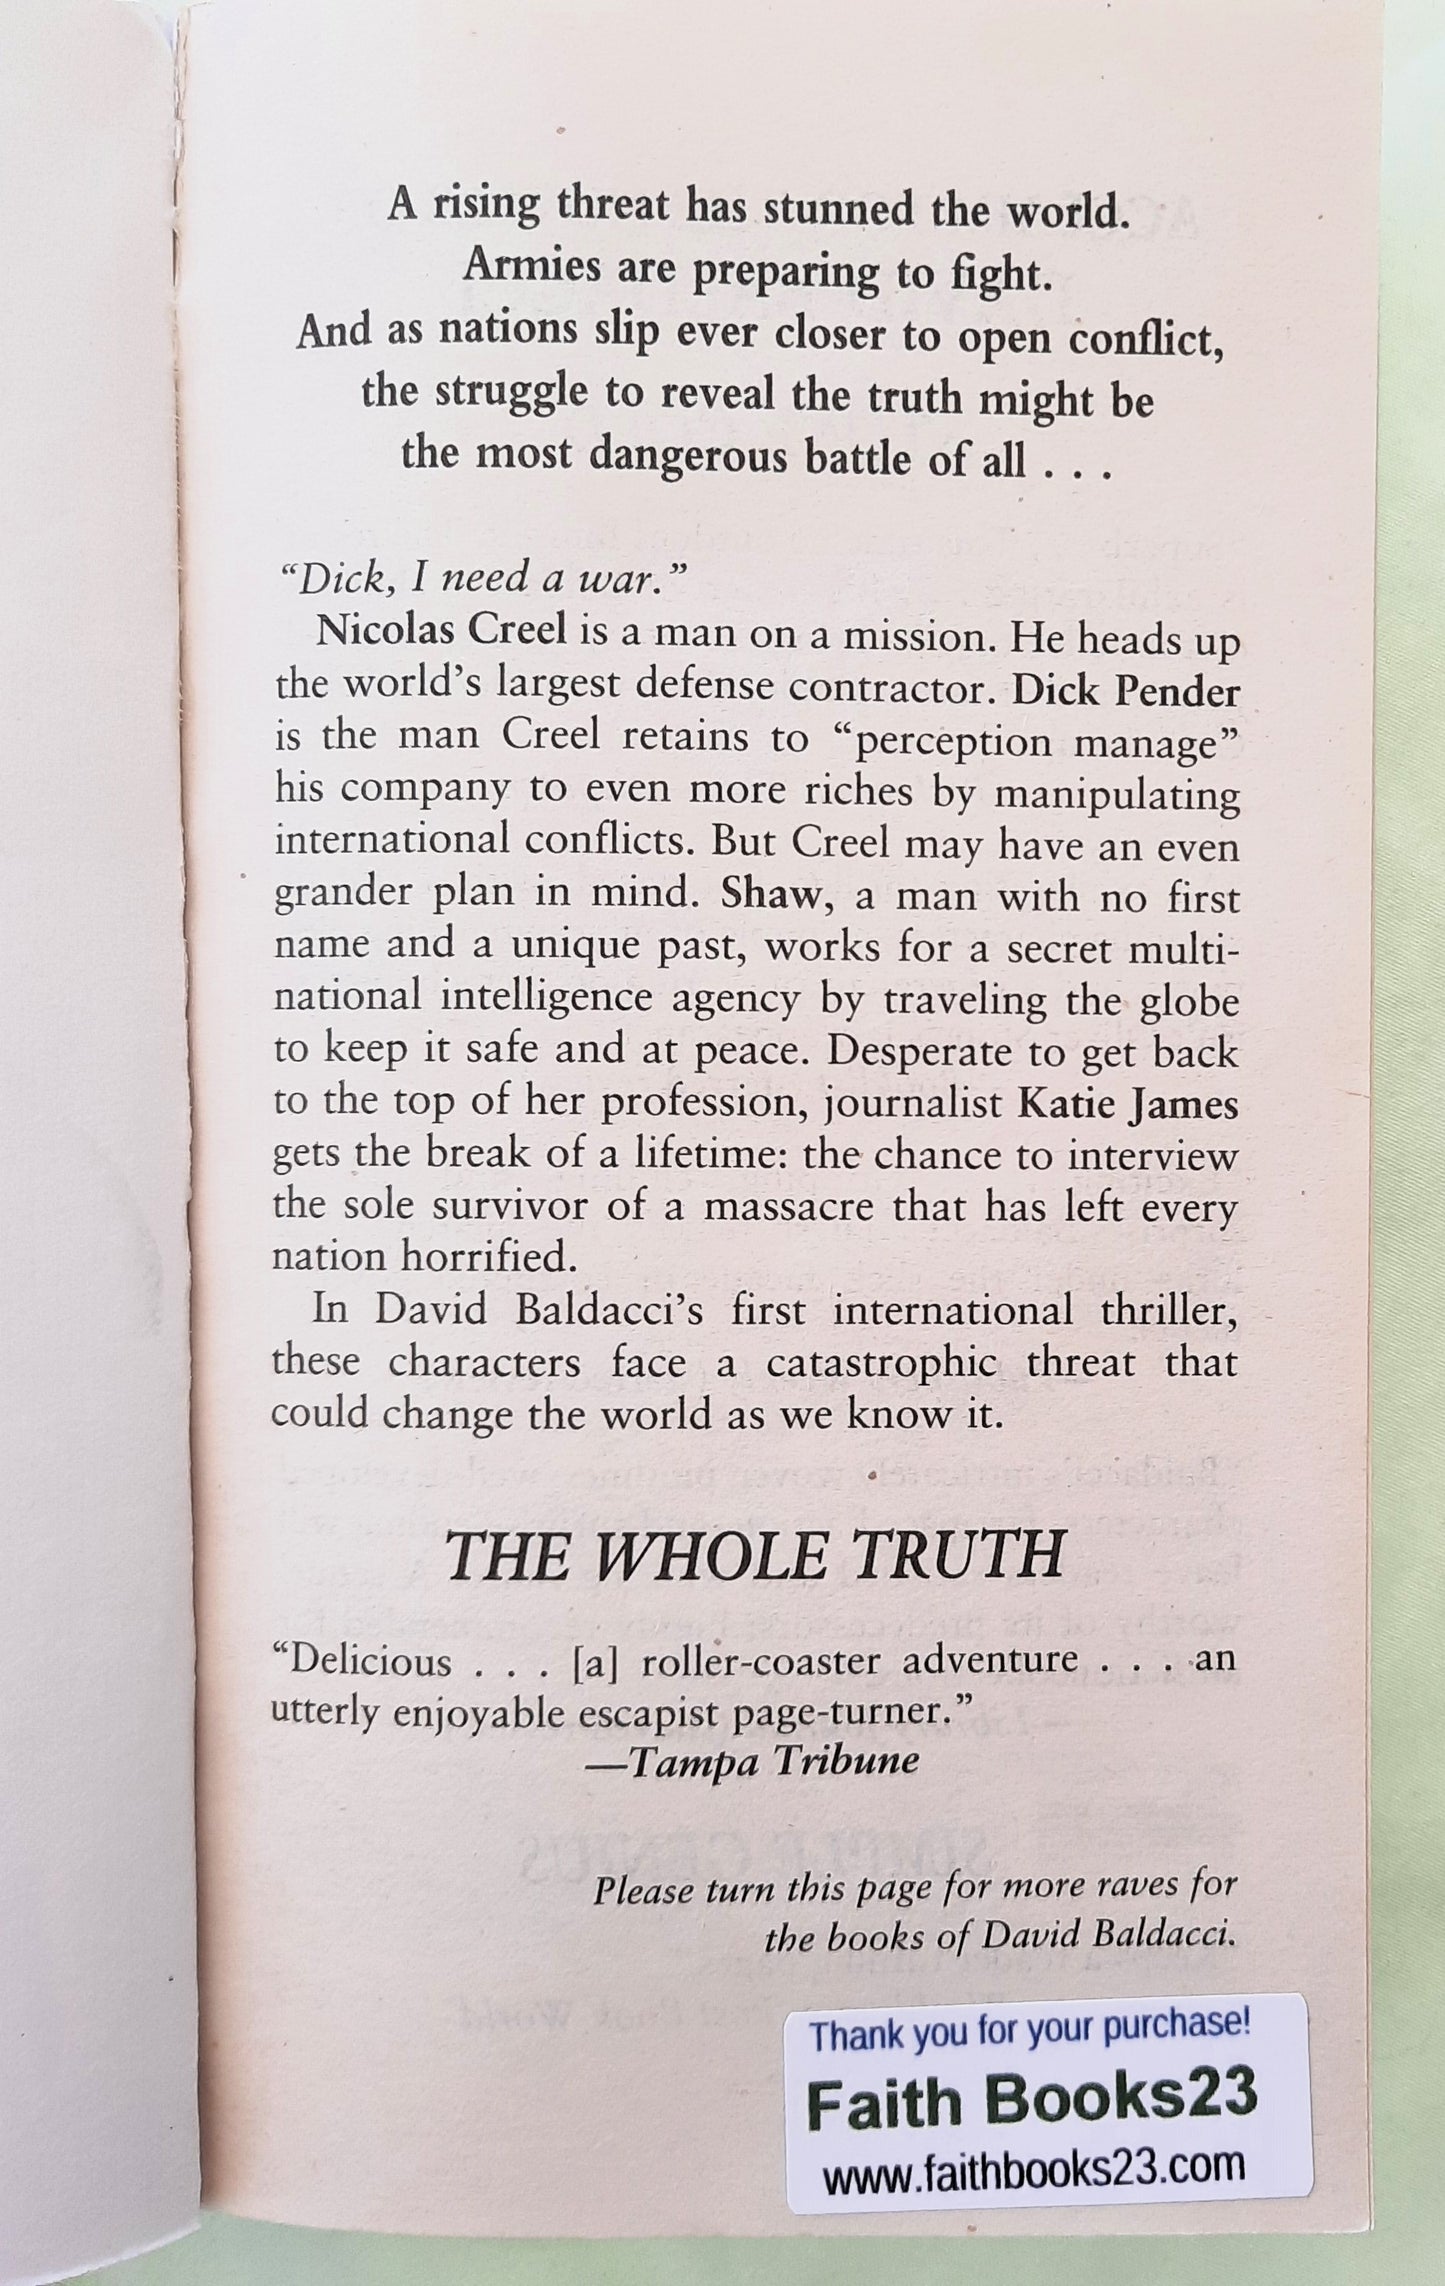 A rising threat has stunned the world.
Armies are preparing to fight.
And as nations slip ever closer to open conflict,
the struggle to reveal the truth might be
the most dangerous battle of all . . .
“Dick, I need a war.”
Nicolas Creel is a man on a mission. He heads up
the world’s largest defense contractor. Dick Pender
is the man Creel retains to “perception manage”
his company to even more riches by manipulating
international conflicts. But Creel may have an even
grander plan in mind. Shaw, a man with no first
name and a unique past, works for a secret multi-
national intelligence agency by traveling the globe
to keep it safe and at peace. Desperate to get back
to the top of her profession, journalist Katie James
gets the break of a lifetime: the chance to interview
the sole survivor of a massacre that has left every
nation horrified.
In David Baldacci’s first international thriller,
these characters face a catastrophic threat that
could change the world as we know it.
THE WHOLE TRUTH
“Delicious . . . [a] roller-coaster adventure . . . an
utterly enjoyable escapist page-turner.”
—Tampa Tribune
Please turn this page for more raves for
the books of David Baldacci.
Thank you for your purchase!
Faith Books23
www.faithbooks23.com